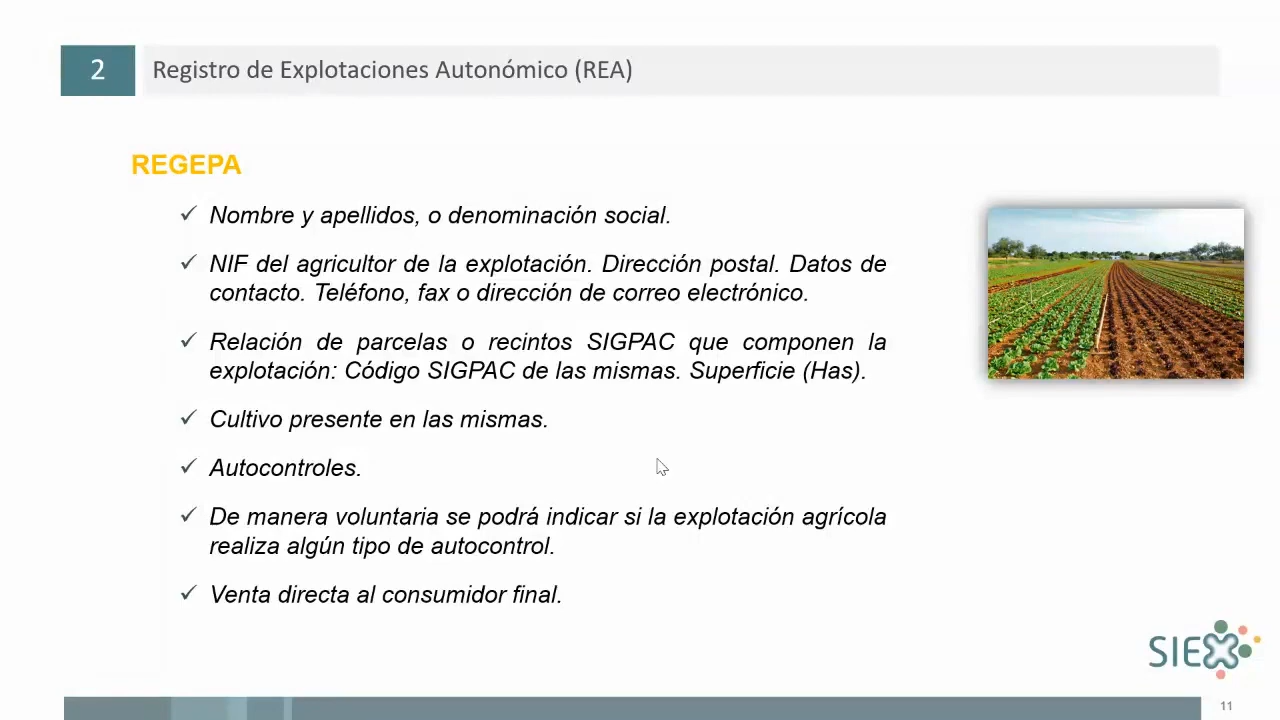 2
Registro de Explotaciones Autonómico (REA)
REGEPA
✓ Nombre y apellidos, o denominación social.
✓ NIF del agricultor de la explotación. Dirección postal. Datos de
contacto. Teléfono, fax o dirección de correo electrónico.
✓ Relación de parcelas o recintos SIGPAC que componen la
explotación: Código SIGPAC de las mismas. Superficie (Has).
✓ Cultivo presente en las mismas.
✓ Autocontroles.
✓ De manera voluntaria se podrá indicar si la explotación agrícola
realiza algún tipo de autocontrol.
✓ Venta directa al consumidor final.
SIEX
11